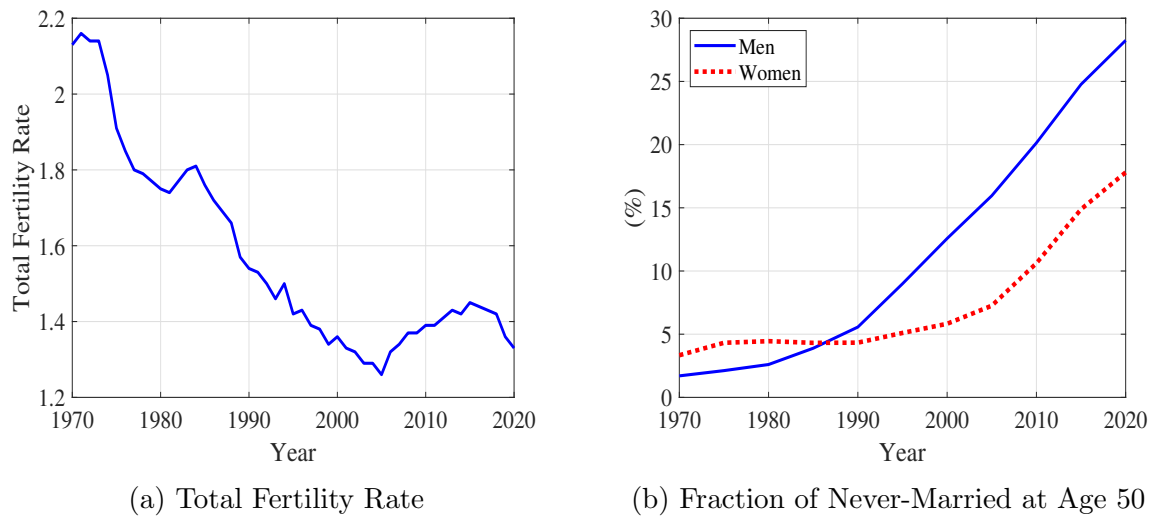 2.2
2
1.8
1.6
1.4
1.2
Total Fertility Rate
1970 1980 1990 2000 2010 2020
Year
(a) Total Fertility Rate
30
25
20
15
10
5
0
(%)
Men
Women
1970 1980 1990 2000 2010 2020
Year
(b) Fraction of Never-Married at Age 50